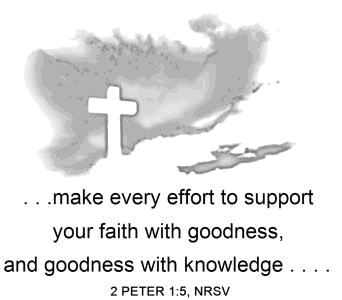 . . .make every effort to support
your faith with goodness,
and goodness with knowledge . . . .
2 PETER 1:5, NRSV